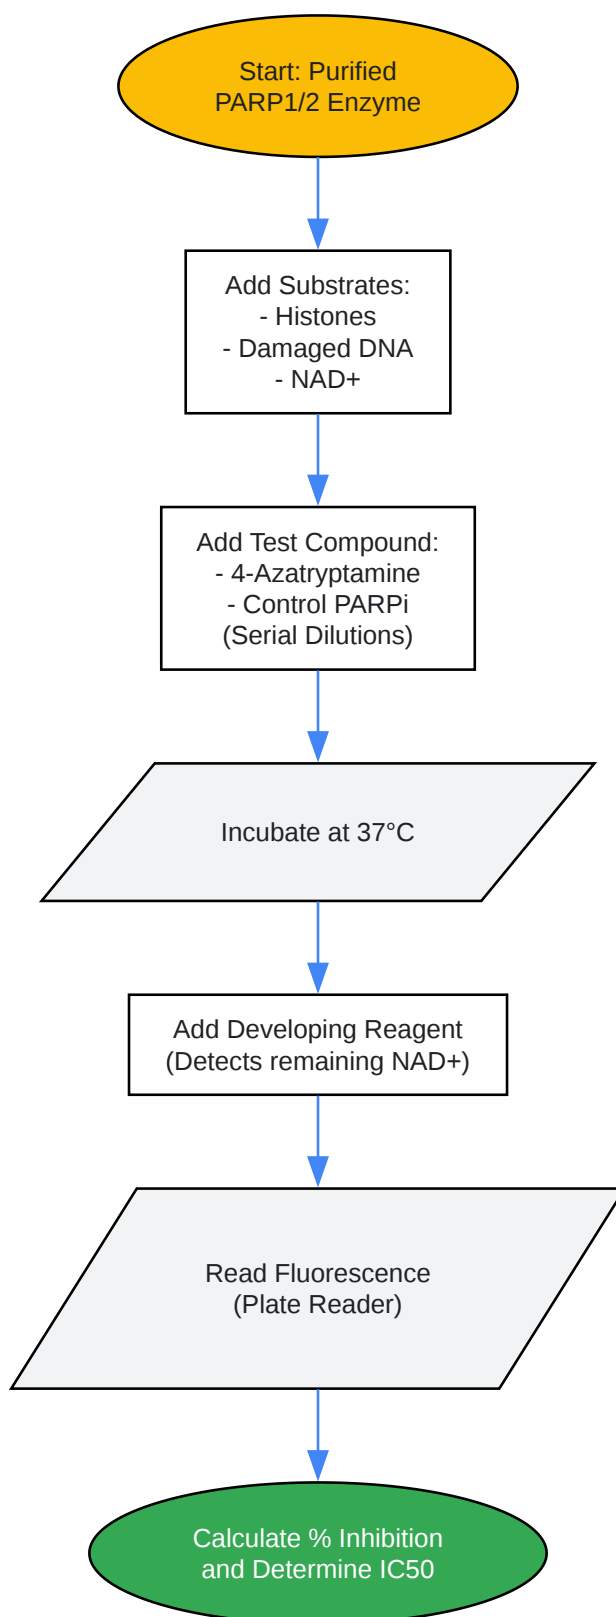 Start: Purified
PARP1/2 Enzyme
Add Substrates:
- Histones
- Damaged DNA
- NAD+
Add Test Compound:
- 4-Azatryptamine
- Control PARPi
(Serial Dilutions)
Incubate at 37°C
Add Developing Reagent
(Detects remaining NAD+)
Read Fluorescence
(Plate Reader)
Calculate % Inhibition
and Determine IC50